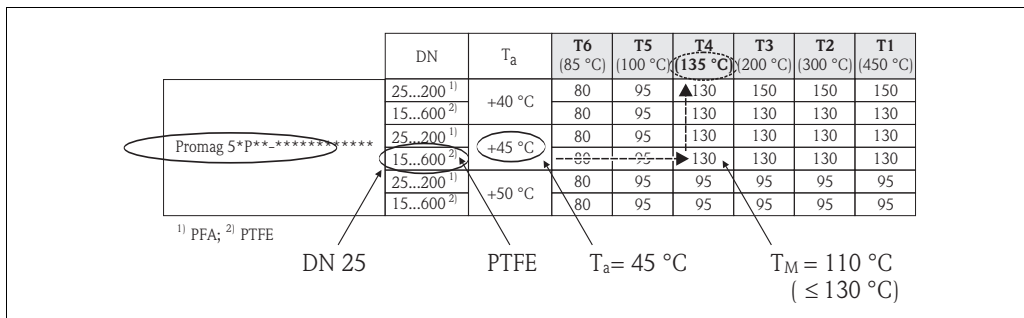 DN Ta T6 T5 T4 T3 T2 T1
(85 °C) (100 °C) (135 °C) (200 °C) (300 °C) (450 °C)
25...200 1) +40 °C 80 95 130 150 150 150
15...600 2) 80 95 130 130 130 130
Promag 5*P**-************ 25...200 1) +45 °C 80 95 130 130 130 130
15...600 2) 80 95 130 130 130 130
25...200 1) +50 °C 80 95 95 95 95 95
15...600 2) 80 95 95 95 95 95
1) PFA; 2) PTFE
DN 25 PTFE Ta= 45 °C TM = 110 °C
( ≤ 130 °C)